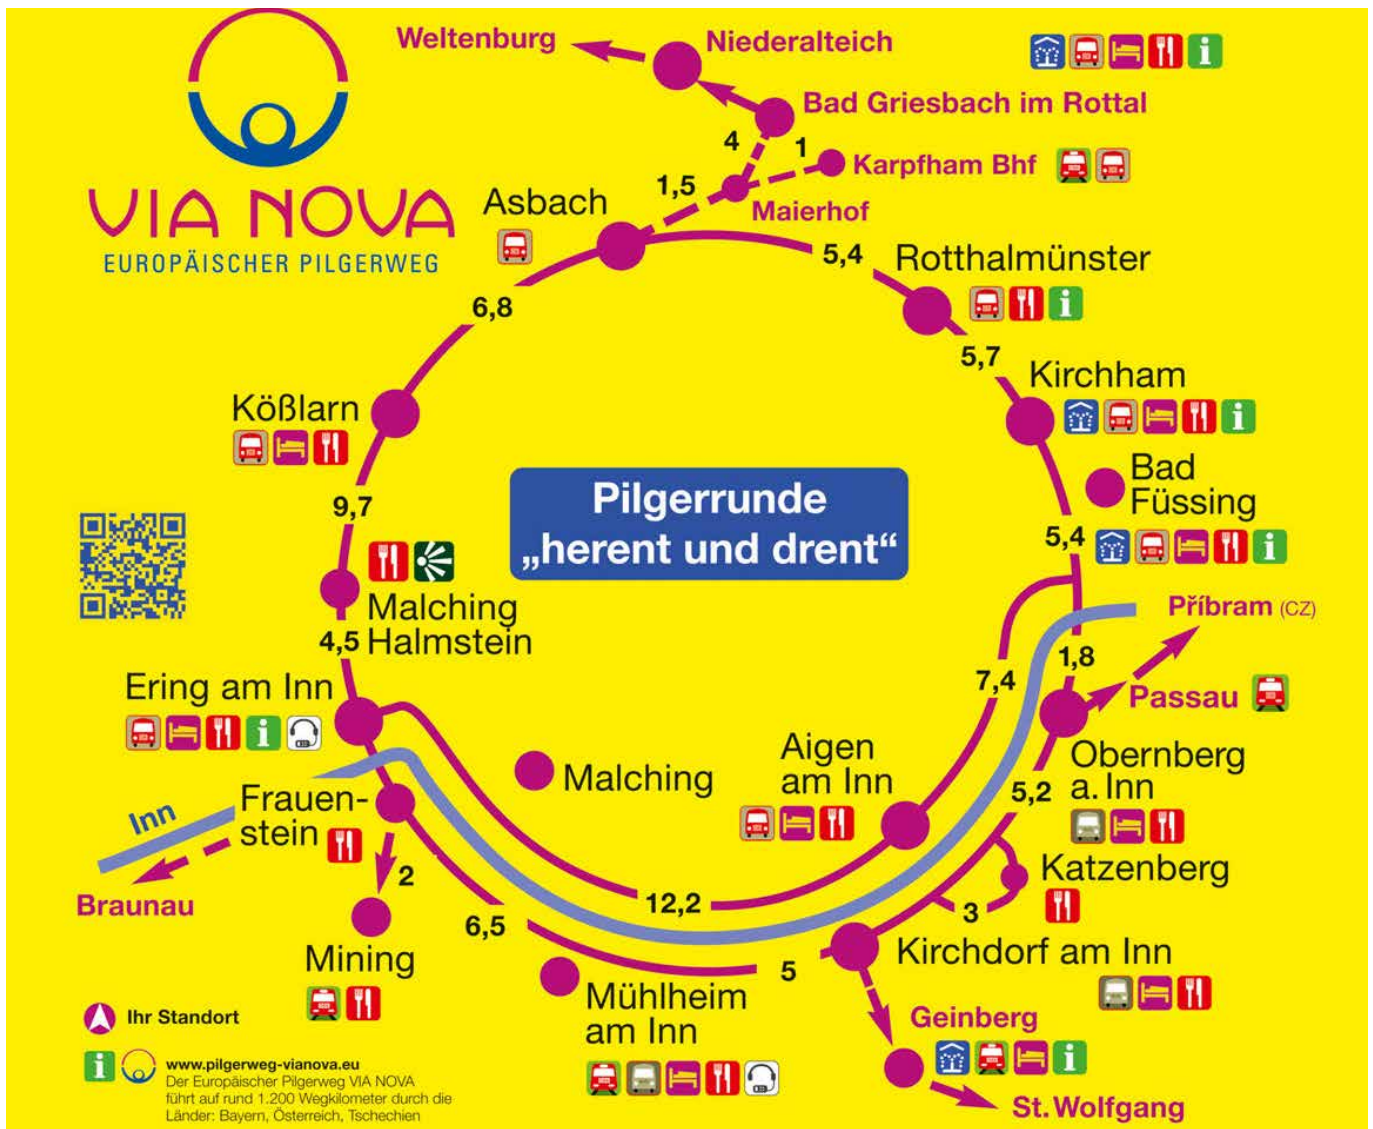 Weltenburg
Niederalteich
Bad Griesbach im Rottal
4
1
Karpfham Bhf
1,5
Maierhof
VIA NOVA
EUROPÄISCHER PILGERWEG
Asbach
5,4
Rotthalmünster
6,8
5,7
Kirchham
Kößlarn
Bad
Füssing
Pilgerrunde
„herent und drent“
9,7
5,4
Malching
Halmstein
4,5
Příbram (CZ)
1,8
7,4
Passau
Ering am Inn
Aigen
am Inn
Obernberg
a. Inn
Malching
5,2
Inn
Frauen-
stein
Katzenberg
2
Braunau
12,2
3
6,5
Kirchdorf am Inn
Mining
5
Mühlheim
am Inn
Geinberg
St. Wolfgang
Ihr Standort
www.pilgerweg-vianova.eu
Der Europäischer Pilgerweg VIA NOVA
führt auf rund 1.200 Wegkilometer durch die
Länder: Bayern, Österreich, Tschechien